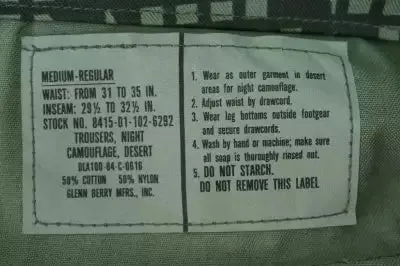 MEDIUM-REGULAR
WAIST: FROM 31 TO 35 IN.
INSEAM: 29½ TO 32½ IN.
STOCK NO. 8415-01-102-6292
TROUSERS, NIGHT
CAMOUFLAGE, DESERT
DLA100-84-C-0616
50% COTTON 50% NYLON
GLENN BERRY MFRS., INC.
1. Wear as outer garment in desert
areas for night camouflage.
2. Adjust waist by drawcord.
3. Wear leg bottoms outside footgear
and secure drawcords.
4. Wash by hand or machine; make sure
all soap is thoroughly rinsed out.
5. DO NOT STARCH.
DO NOT REMOVE THIS LABEL